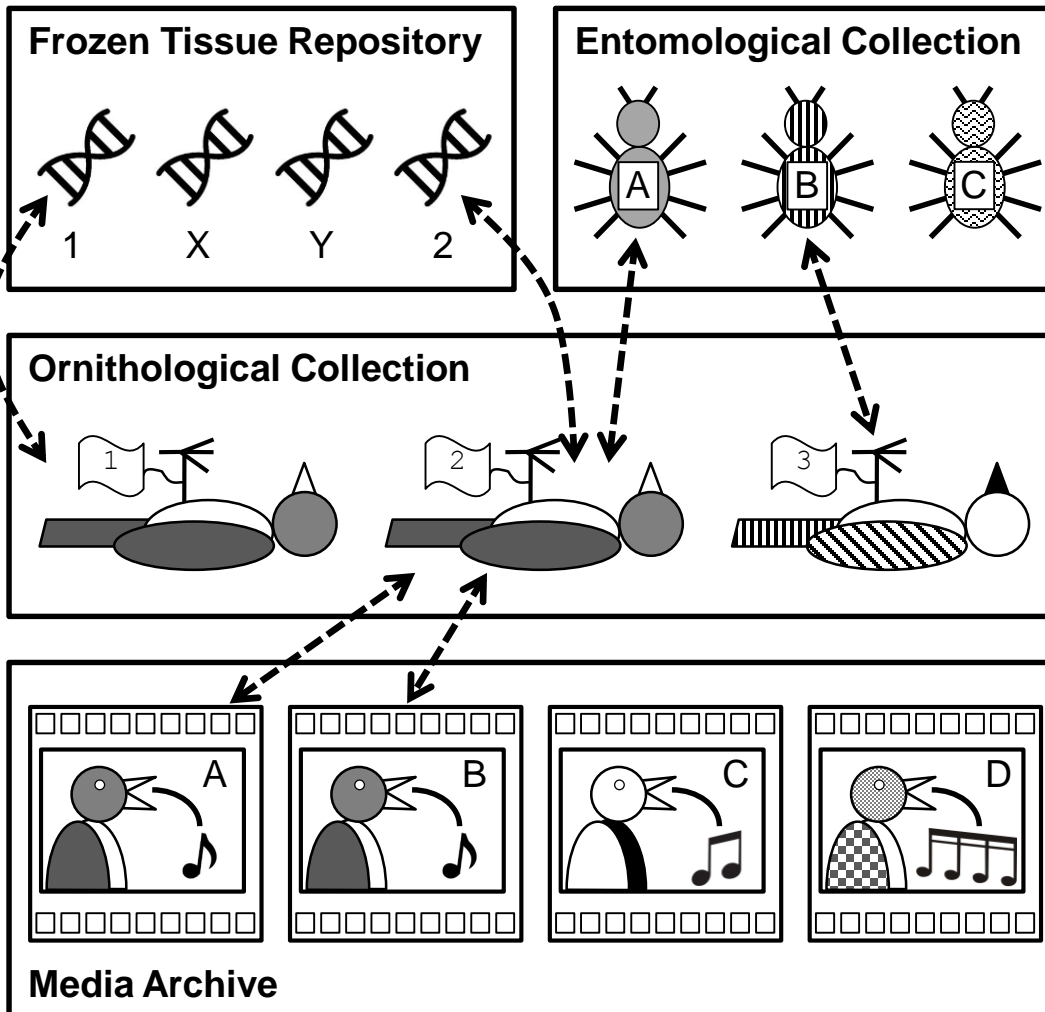 Frozen Tissue Repository
1 X Y 2
Entomological Collection
A B C
Ornithological Collection
1 2 3
A B C D
Media Archive